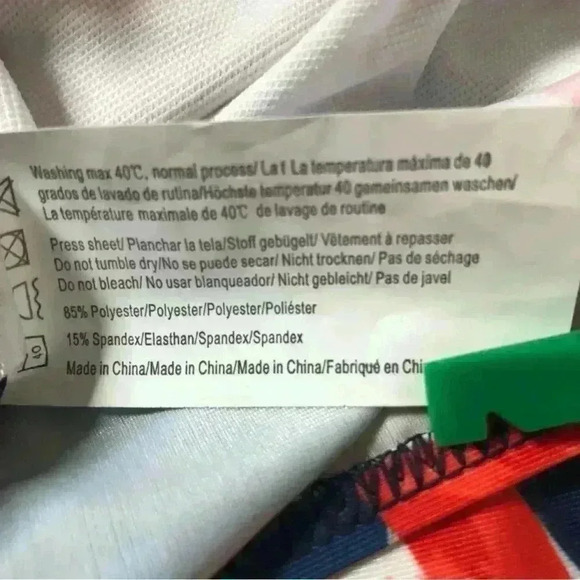 Washing max 40℃, normal process/ La t La temperatura máxima de 40
grados de lavado de rutina/Höchste temperatur 40 gemeinsamen waschen/
La température maximale de 40℃ de lavage de routine
Press sheet/ Planchar la tela/Stoff gebügelt/ Vêtement à repasser
Do not tumble dry/No se puede secar/ Nicht trocknen/ Pas de séchage
Do not bleach/ No usar blanqueador/ Nicht gebleicht/ Pas de javel
85% Polyester/Polyester/Polyester/Poliéster
15% Spandex/Elasthan/Spandex/Spandex
Made in China/Made in China/Made in China/Fabriqué en Chi